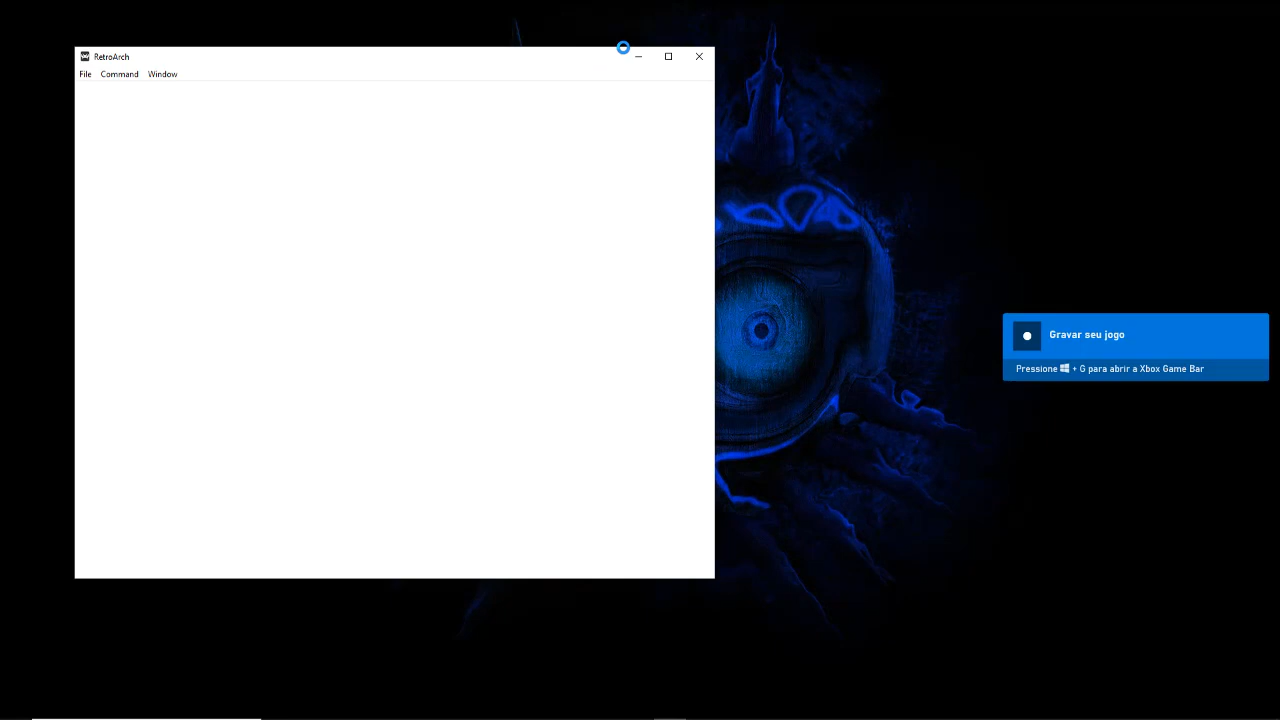 RetroArch
File Command Window
Gravar seu jogo
Pressione + G para abrir a Xbox Game Bar